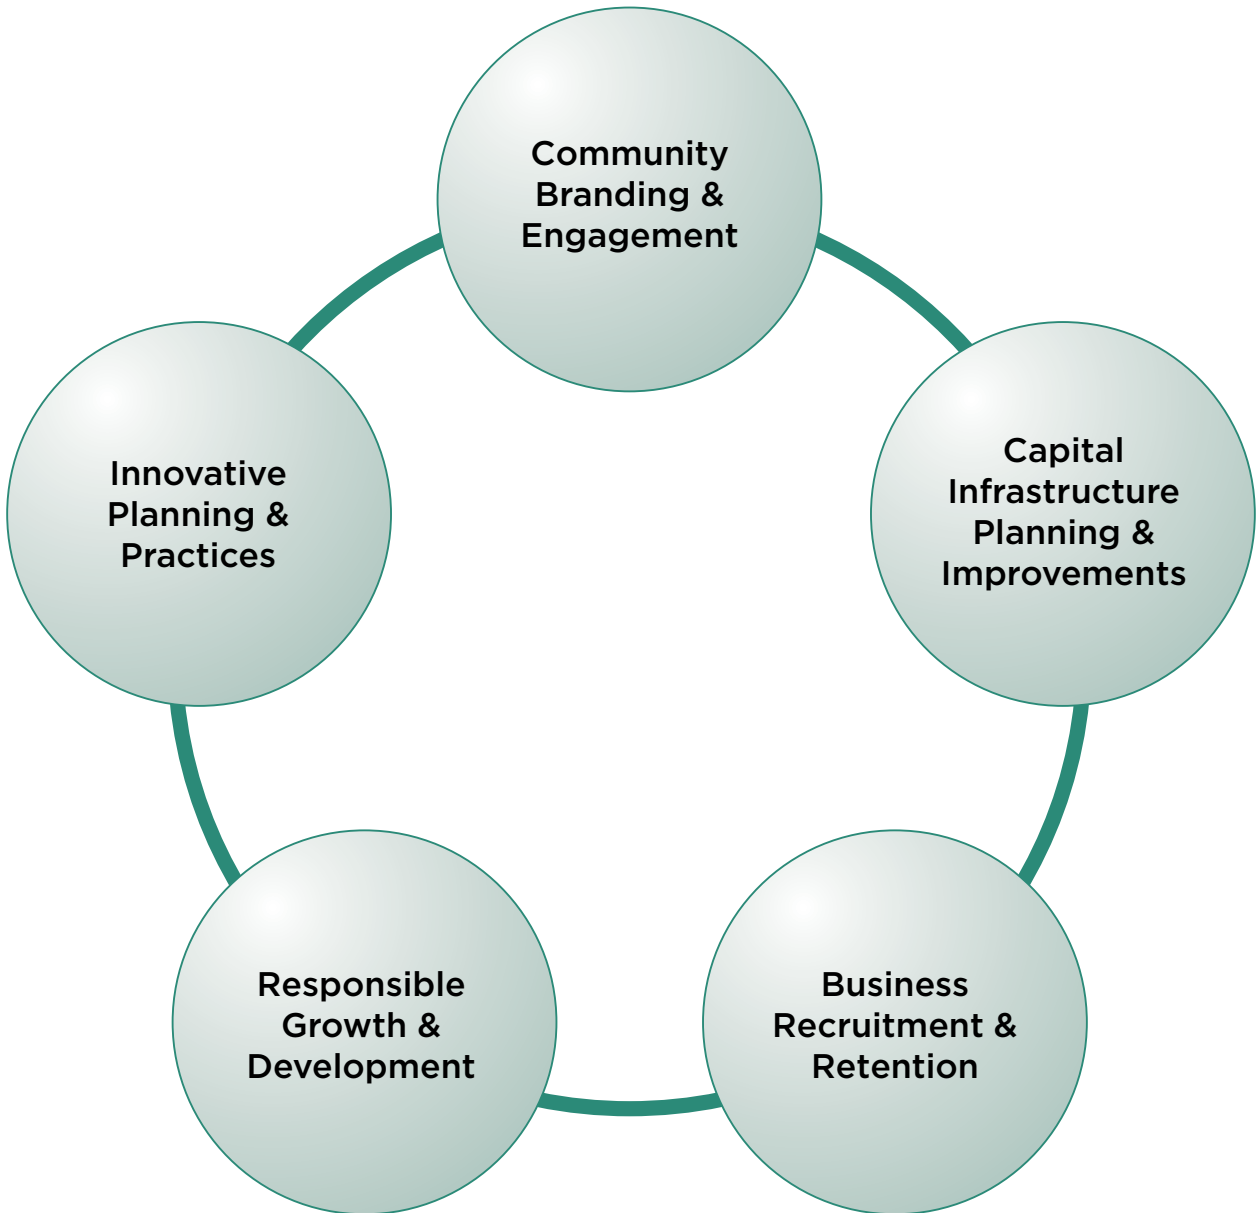 Community
Branding &
Engagement
Capital
Infrastructure
Planning &
Improvements
Business
Recruitment &
Retention
Responsible
Growth &
Development
Innovative
Planning &
Practices